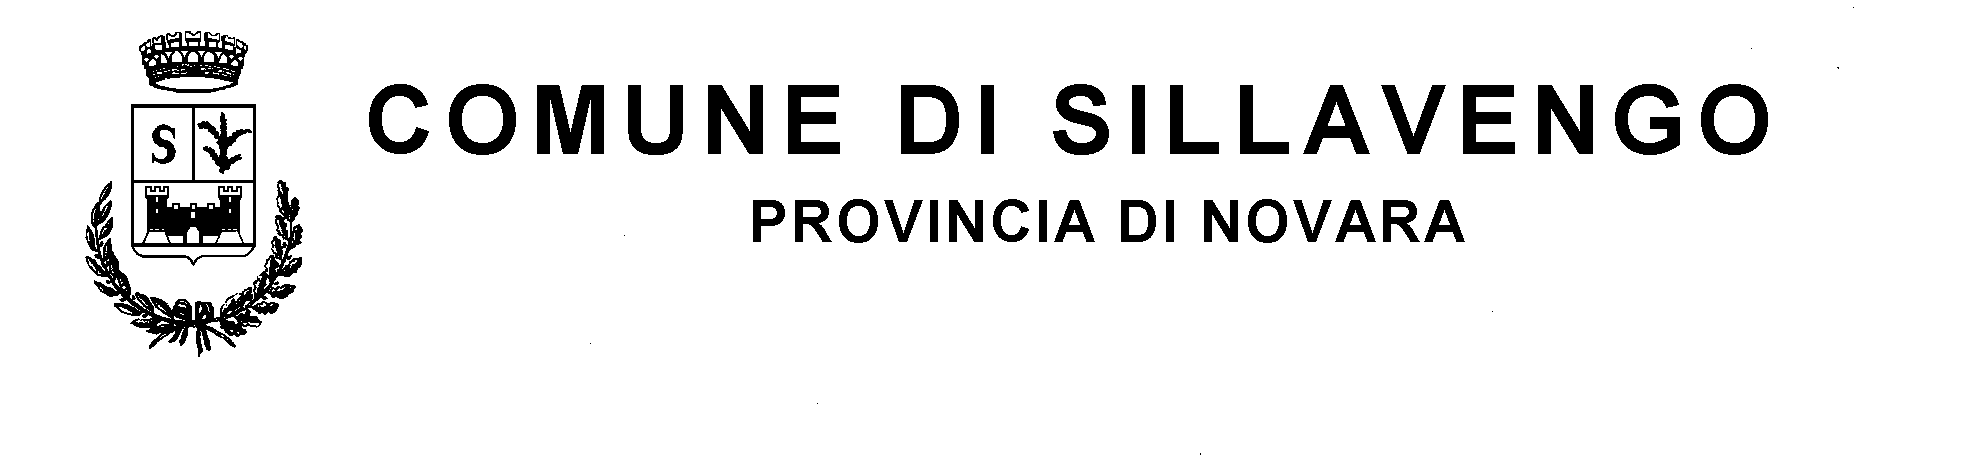 COMUNE DI SILLAVENGO
PROVINCIA DI NOVARA
S